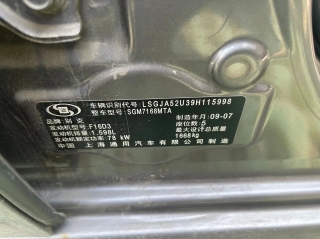 车辆识别代号 LSGJA52U39H115998
整车型号: SGM7168MTA
品牌: 别克 制造年月:09-07
发动机型号:F16D3 座位数:5
发动机排量:1.598L 最大设计总质量
发动机额定功率:78 kW 1668kg
中国 上海通用汽车有限公司制造